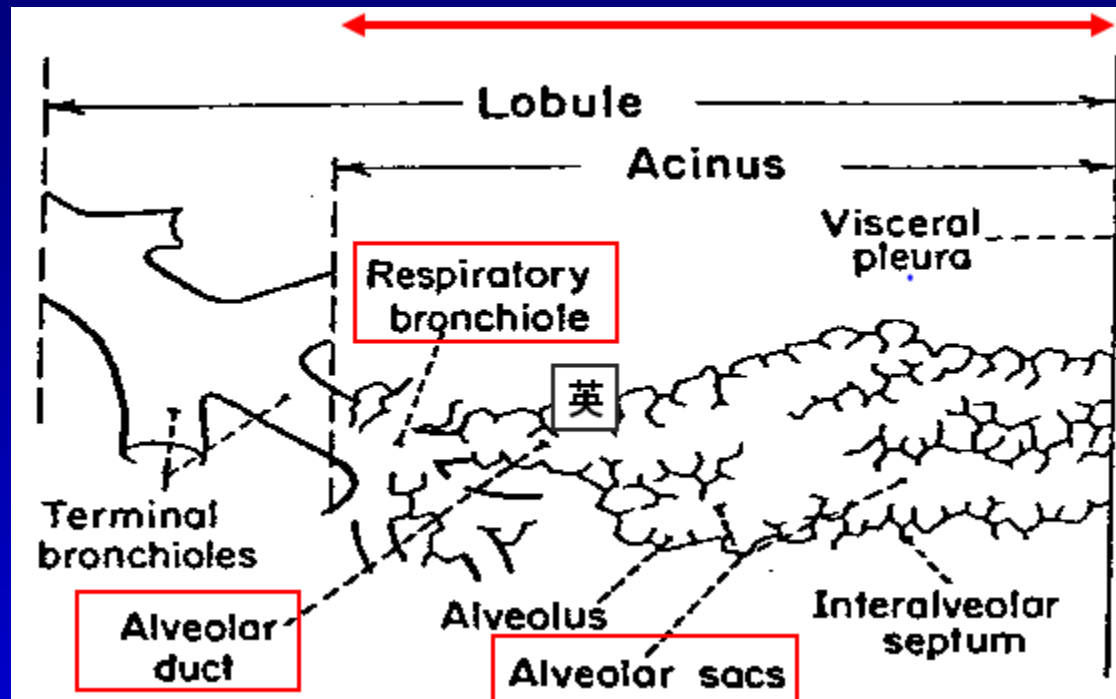 Lobule
Acinus
Visceral
pleura
Respiratory
bronchiole
英
Terminal
bronchioles
Alveolar
duct
Alveolus
Alveolar sacs
Interalveolar
septum